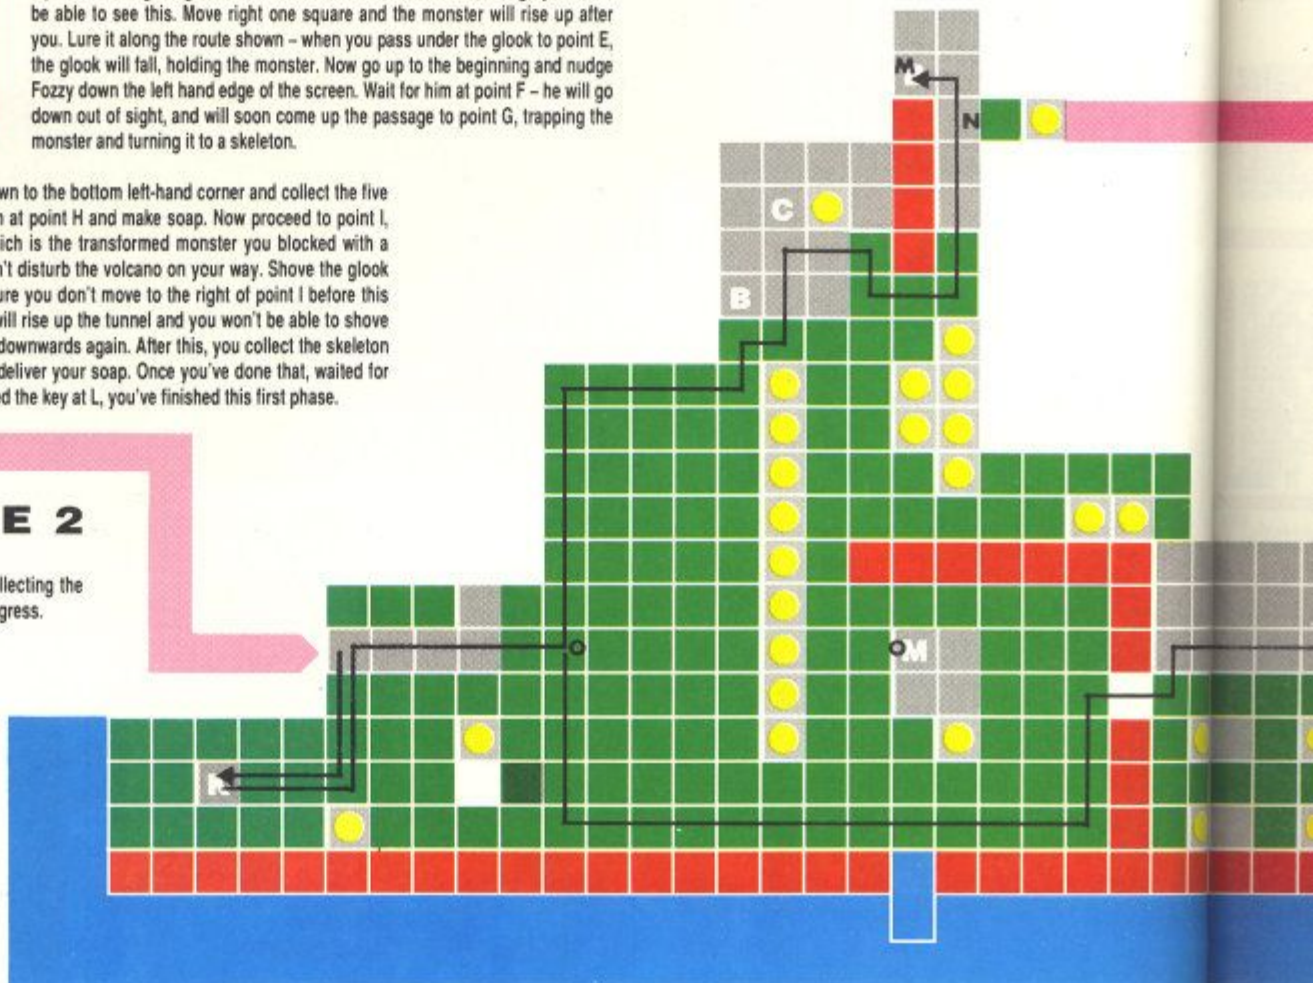 be able to see this. Move right one square and the monster will rise up after
you. Lure it along the route shown – when you pass under the glook to point E,
the glook will fall, holding the monster. Now go up to the beginning and nudge
Fozzy down the left hand edge of the screen. Wait for him at point F – he will go
down out of sight, and will soon come up the passage to point G, trapping the
monster and turning it to a skeleton.
wn to the bottom left-hand corner and collect the five
at point H and make soap. Now proceed to point I,
ich is the transformed monster you blocked with a
't disturb the volcano on your way. Shove the glook
ure you don't move to the right of point I before this
will rise up the tunnel and you won't be able to shove
downwards again. After this, you collect the skeleton
deliver your soap. Once you've done that, waited for
ed the key at L, you've finished this first phase.
E 2
llecting the
gress.
M
N
C
B
M